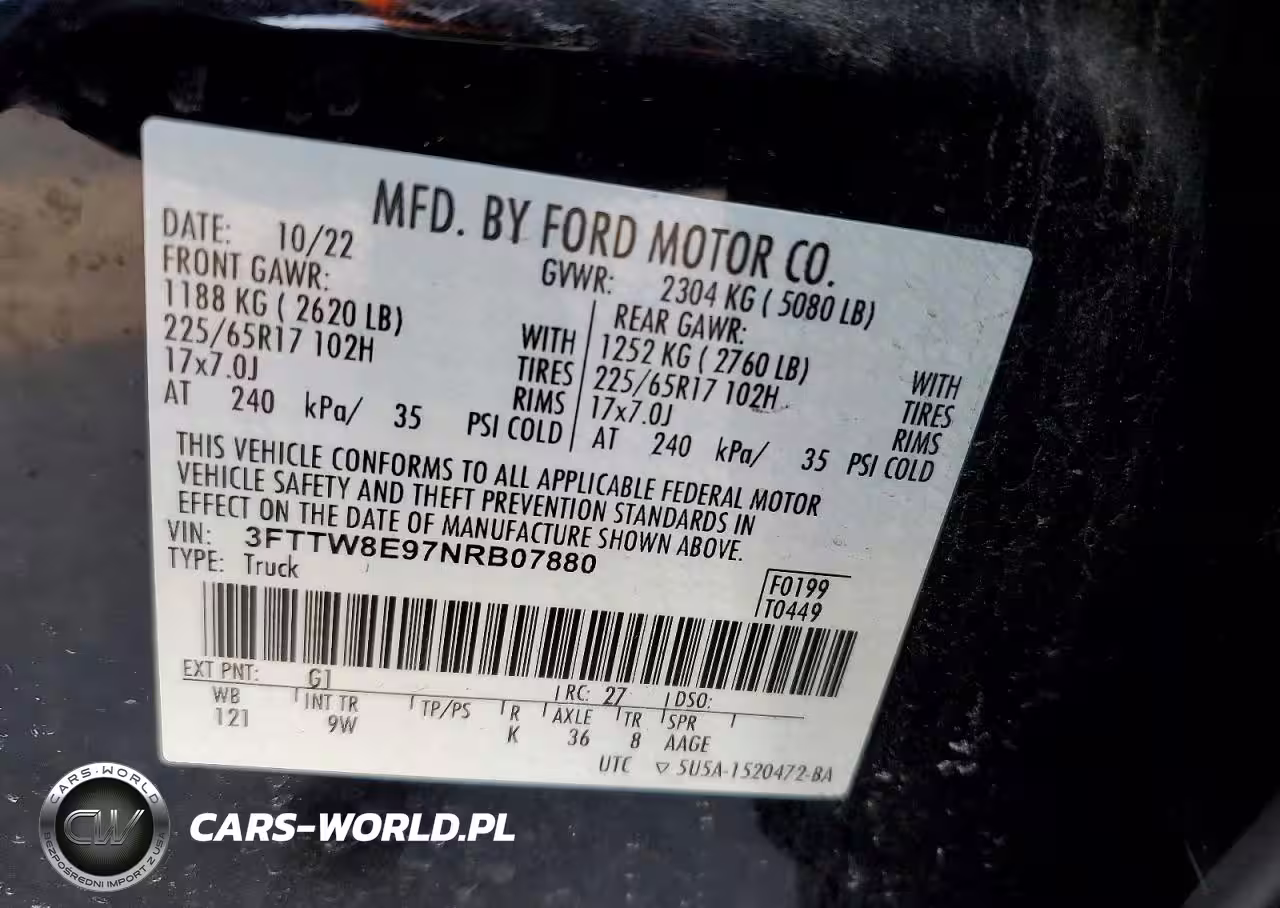 MFD. BY FORD MOTOR CO.
DATE: 10/22 GVWR: 2304 KG ( 5080 LB)
FRONT GAWR: REAR GAWR:
1188 KG ( 2620 LB) WITH 1252 KG ( 2760 LB) WITH
225/65R17 102H TIRES 225/65R17 102H TIRES
17x7.0J RIMS 17x7.0J RIMS
AT 240 kPa/ 35 PSI COLD AT 240 kPa/ 35 PSI COLD
THIS VEHICLE CONFORMS TO ALL APPLICABLE FEDERAL MOTOR
VEHICLE SAFETY AND THEFT PREVENTION STANDARDS IN
EFFECT ON THE DATE OF MANUFACTURE SHOWN ABOVE.
VIN: 3FTTW8E97NRB07880
TYPE: Truck
F0199
T0449
EXT PNT: G1 RC: 27 DSO:
WB INT TR TP/PS R AXLE TR SPR
121 9W K 36 8 AAGE
UTC ▽ 5U5A-1520472-BA
CARS-WORLD
CW
BEZPOŚREDNI IMPORT Z USA
CARS-WORLD.PL